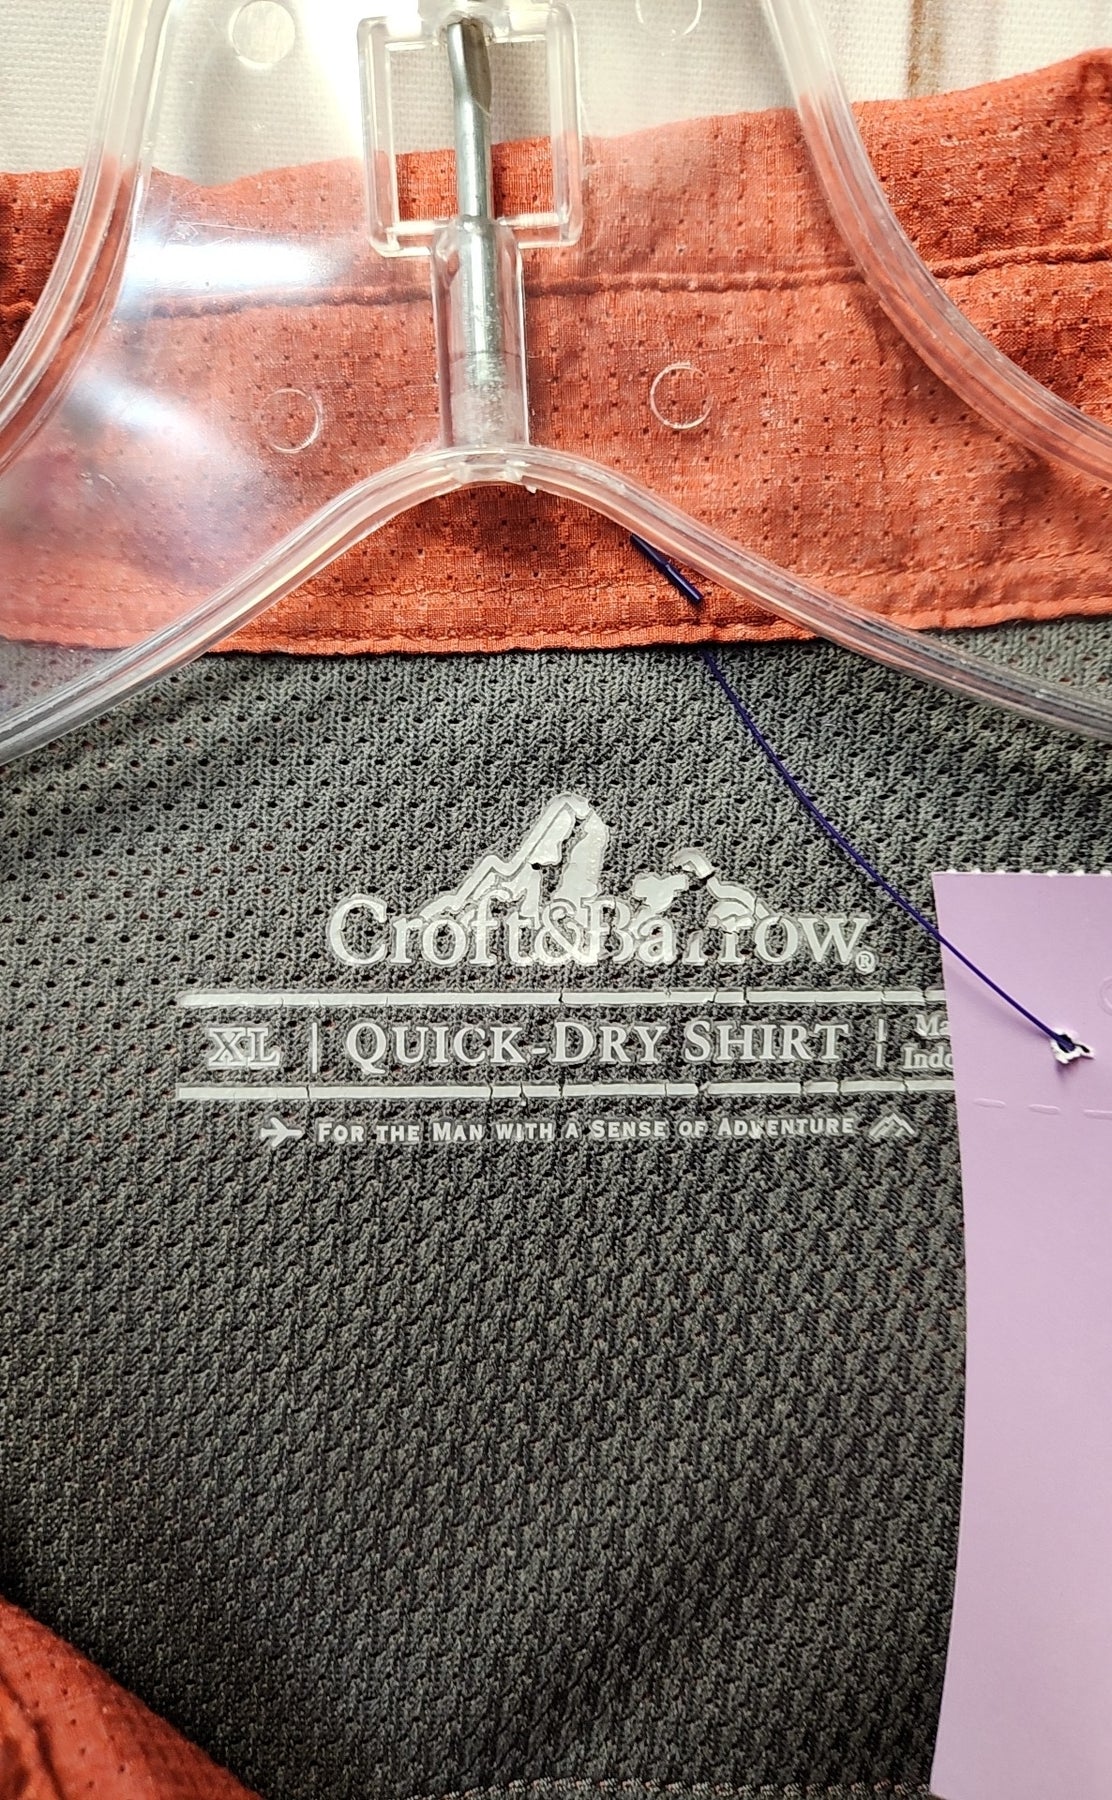 Croft&Barrow®
XL | QUICK-DRY SHIRT |
FOR THE MAN WITH A SENSE OF ADVENTURE